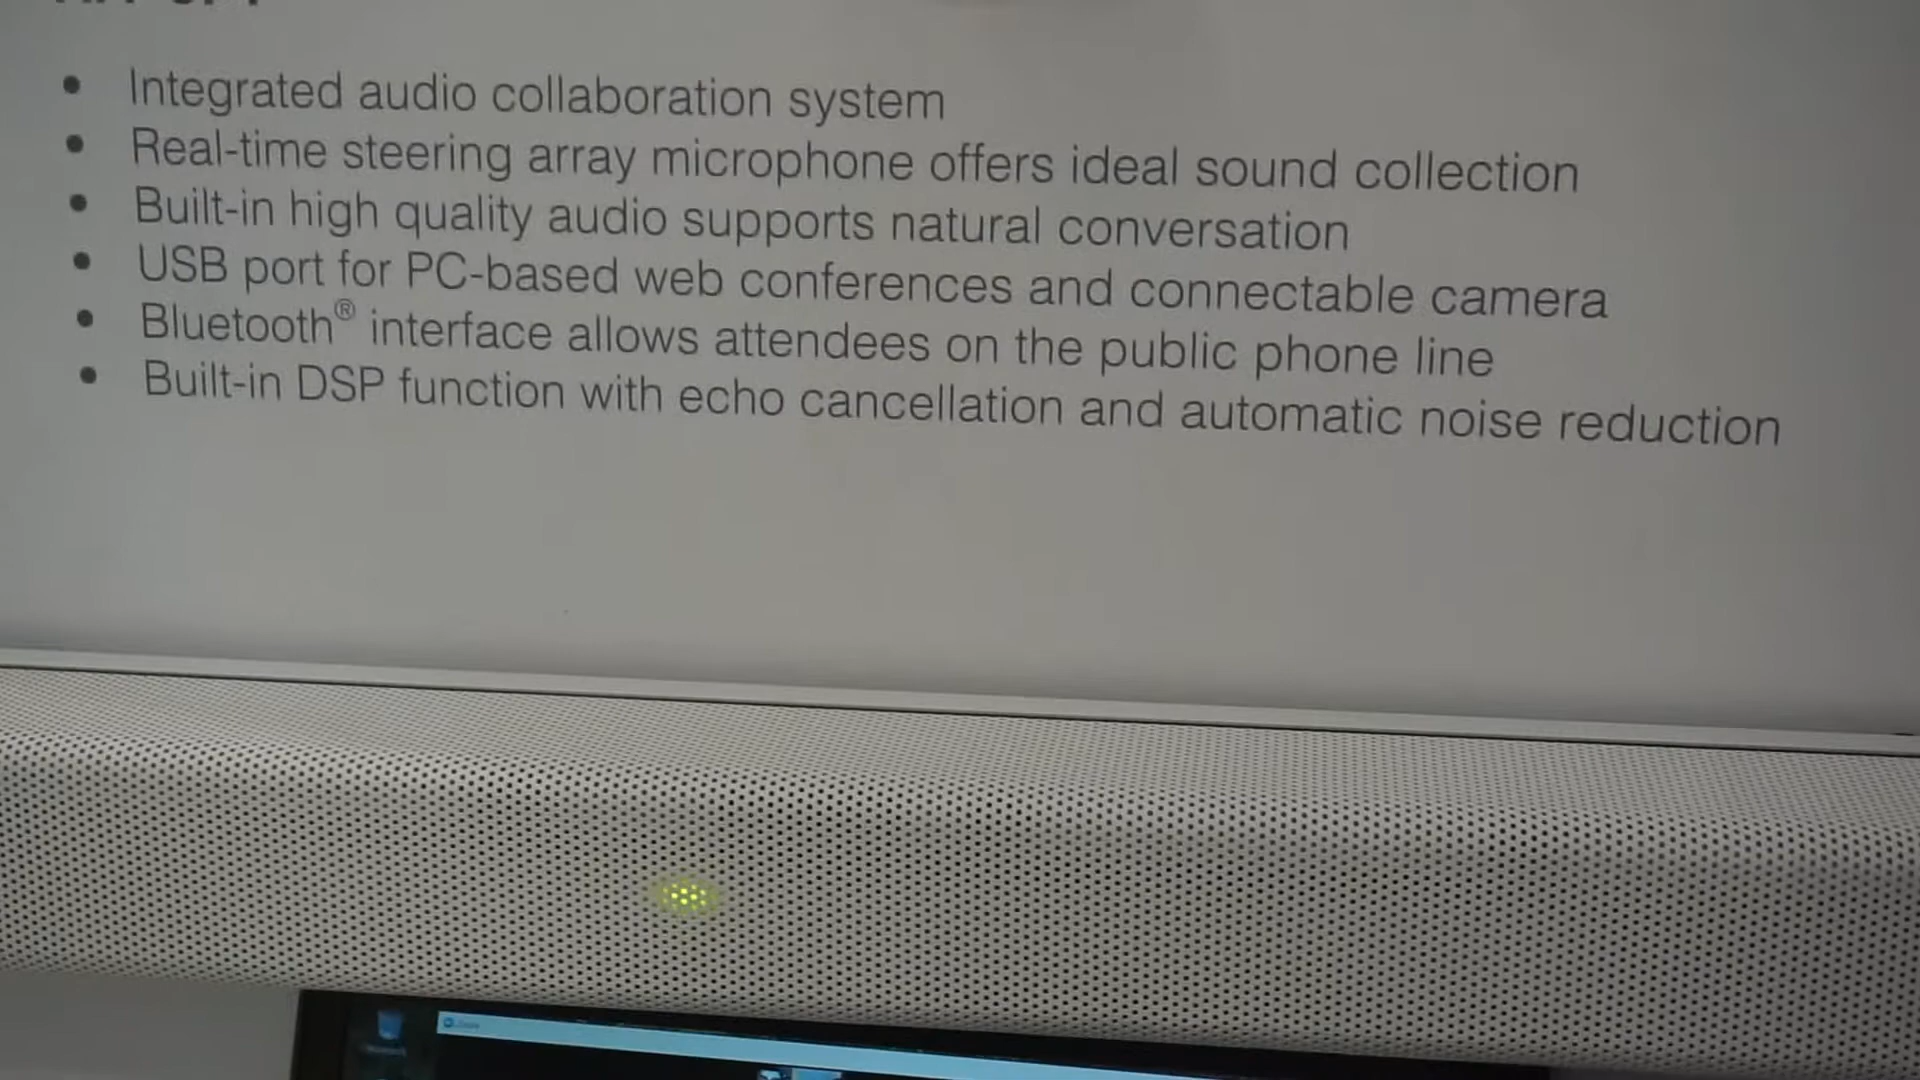 • Integrated audio collaboration system
• Real-time steering array microphone offers ideal sound collection
• Built-in high quality audio supports natural conversation
• USB port for PC-based web conferences and connectable camera
• Bluetooth® interface allows attendees on the public phone line
• Built-in DSP function with echo cancellation and automatic noise reduction